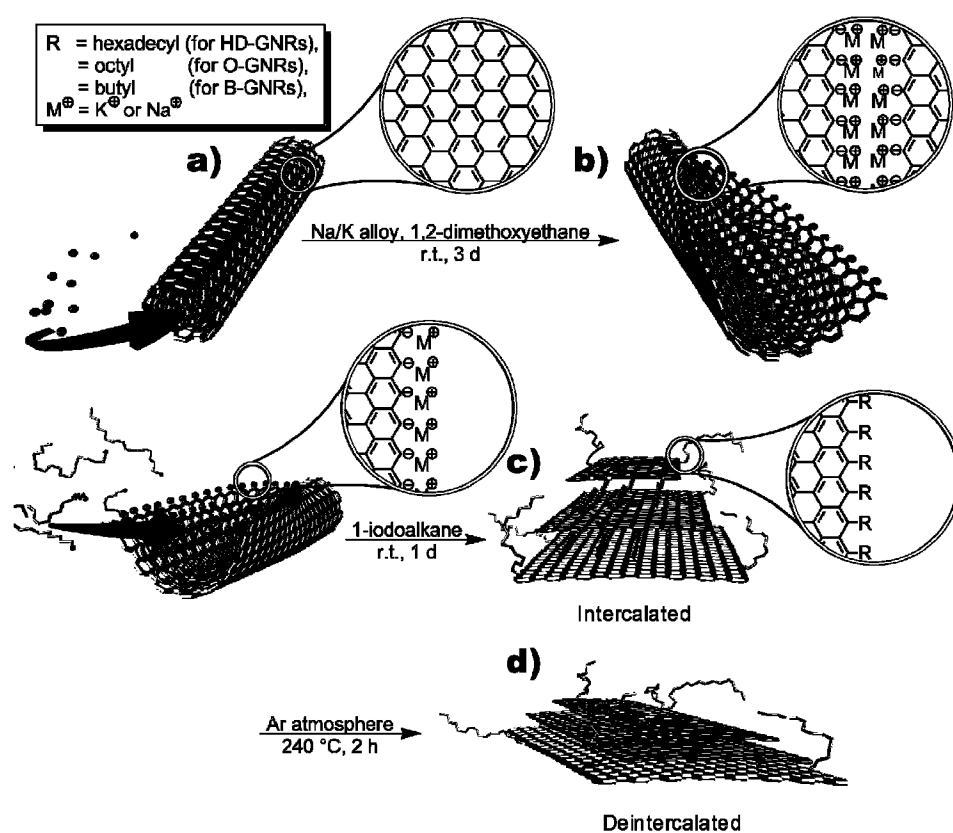 R = hexadecyl (for HD-GNRs),
= octyl (for O-GNRs),
= butyl (for B-GNRs),
M⊕ = K⊕ or Na⊕
a)
b)
⊖ ⊕ ⊕ ⊖
M M
⊖ ⊕ ⊕ ⊖
M M
⊖ ⊕ ⊕ ⊖
M M
⊖ ⊕ ⊕ ⊖
M M
⊖ ⊕ ⊕ ⊖
M M
Na/K alloy, 1,2-dimethoxyethane
r.t., 3 d
⊖ ⊕
M
⊖ ⊕
M
⊖ ⊕
M
⊖ ⊕
M
⊖ ⊕
M
⊖ ⊕
1-iodoalkane
r.t., 1 d
c)
R
R
R
R
R
Intercalated
d)
Ar atmosphere
240 °C, 2 h
Deintercalated